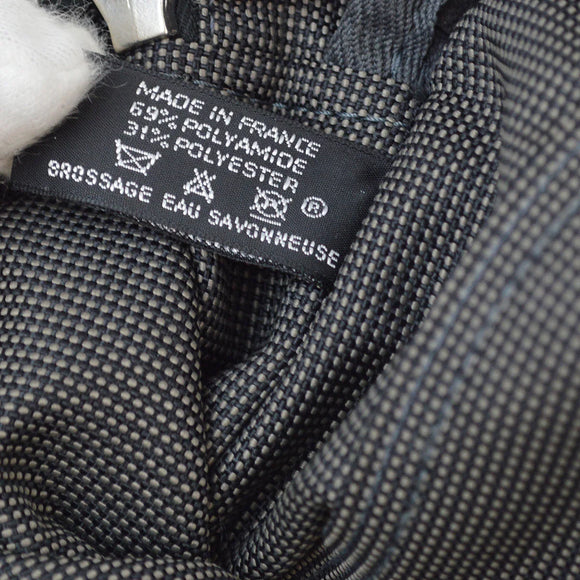 MADE IN FRANCE
69% POLYAMIDE
31% POLYESTER
®
BROSSAGE EAU SAVONNEUSE